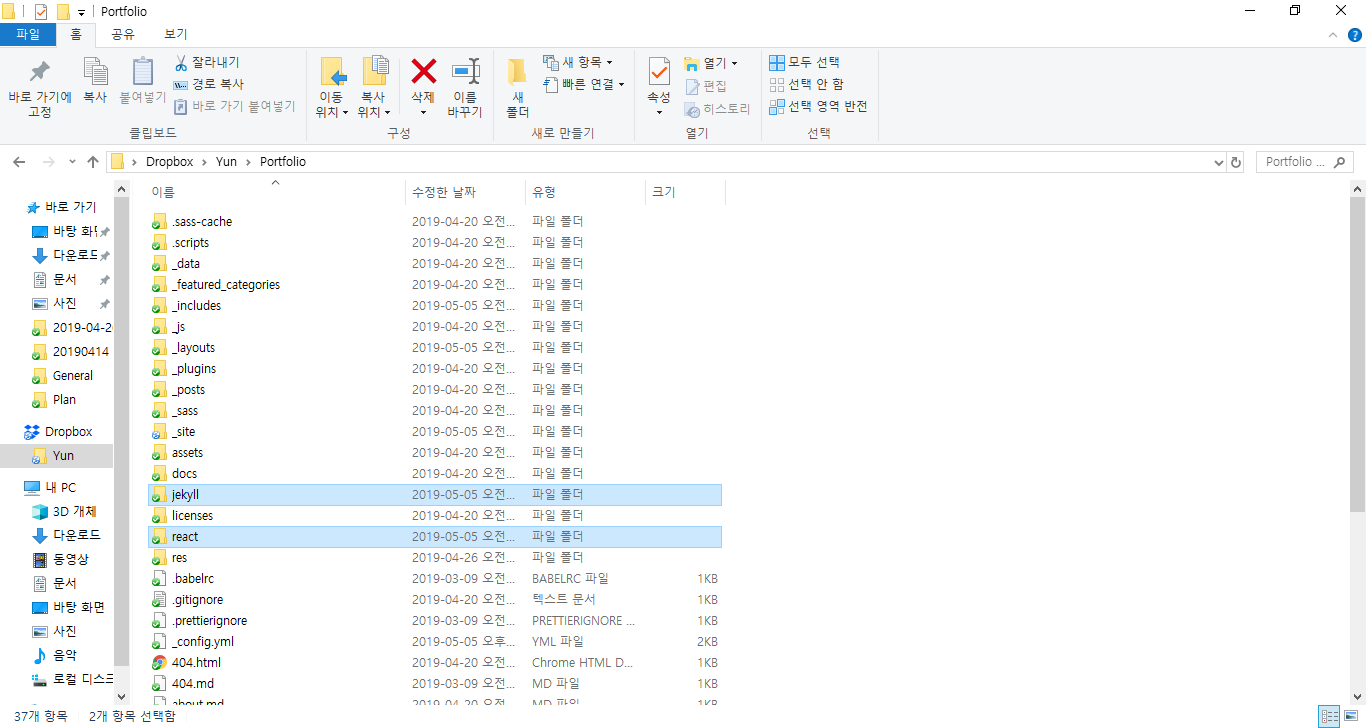 Portfolio
파일 홈 공유 보기
바로 가기에 고정
복사
붙여넣기
잘라내기
경로 복사
바로 가기 붙여넣기
클립보드
이동 위치
복사 위치
삭제
이름 바꾸기
구성
새 폴더
새 항목
빠른 연결
새로 만들기
속성
열기
편집
히스토리
열기
모두 선택
선택 안 함
선택 영역 반전
선택
Dropbox > Yun > Portfolio
Portfolio ...
바로 가기
바탕 화면
다운로드
문서
사진
2019-04-20
20190414
General
Plan
Dropbox
Yun
내 PC
3D 개체
다운로드
동영상
문서
바탕 화면
사진
음악
로컬 디스크
이름 수정한 날짜 유형 크기
.sass-cache 2019-04-20 오전... 파일 폴더
.scripts 2019-04-20 오전... 파일 폴더
_data 2019-04-20 오전... 파일 폴더
_featured_categories 2019-04-20 오전... 파일 폴더
_includes 2019-05-05 오전... 파일 폴더
_js 2019-04-20 오전... 파일 폴더
_layouts 2019-05-05 오전... 파일 폴더
_plugins 2019-04-20 오전... 파일 폴더
_posts 2019-04-20 오전... 파일 폴더
_sass 2019-04-20 오전... 파일 폴더
_site 2019-05-05 오전... 파일 폴더
assets 2019-04-20 오전... 파일 폴더
docs 2019-04-20 오전... 파일 폴더
jekyll 2019-05-05 오전... 파일 폴더
licenses 2019-04-20 오전... 파일 폴더
react 2019-05-05 오전... 파일 폴더
res 2019-04-26 오전... 파일 폴더
.babelrc 2019-03-09 오전... BABELRC 파일 1KB
.gitignore 2019-04-20 오전... 텍스트 문서 1KB
.prettierignore 2019-03-09 오전... PRETTIERIGNORE ... 1KB
_config.yml 2019-05-05 오후... YML 파일 2KB
404.html 2019-04-20 오전... Chrome HTML D... 1KB
404.md 2019-03-09 오전... MD 파일 1KB
about.md 2019-04-20 오전... MD 파일 1KB
37개 항목 2개 항목 선택함